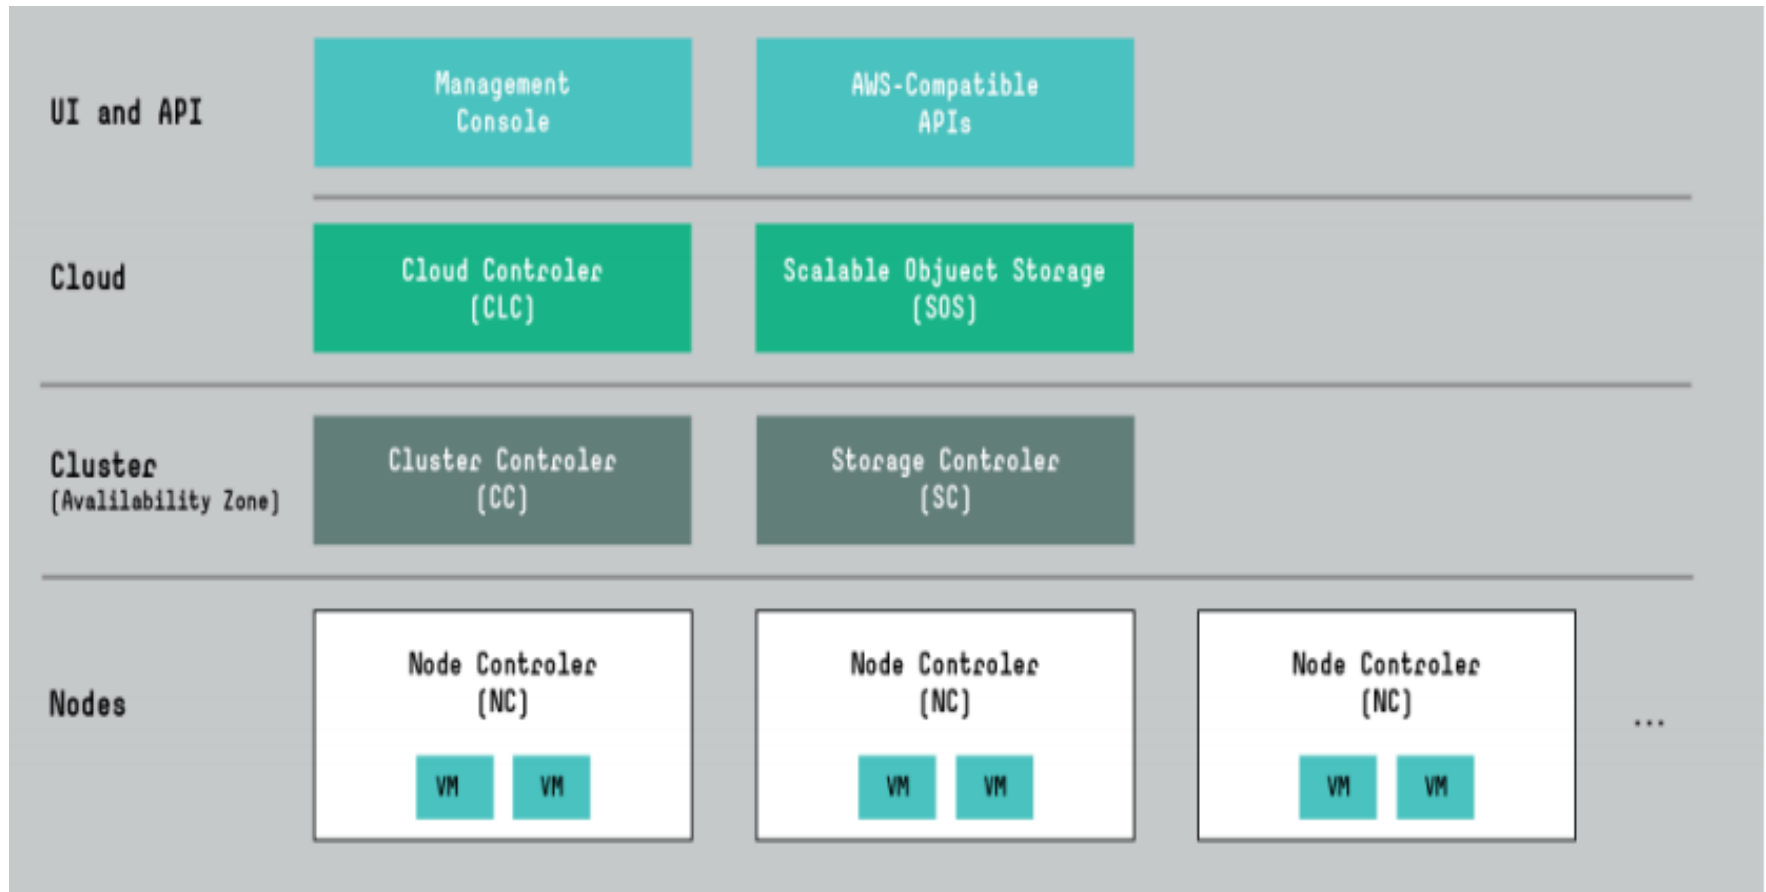 UI and API
Management
Console
AWS-Compatible
APIs
Cloud
Cloud Controler
(CLC)
Scalable Objuect Storage
(SOS)
Cluster
(Avalilability Zone)
Cluster Controler
(CC)
Storage Controler
(SC)
Nodes
Node Controler
(NC)
VM VM
Node Controler
(NC)
VM VM
Node Controler
(NC)
VM VM
...